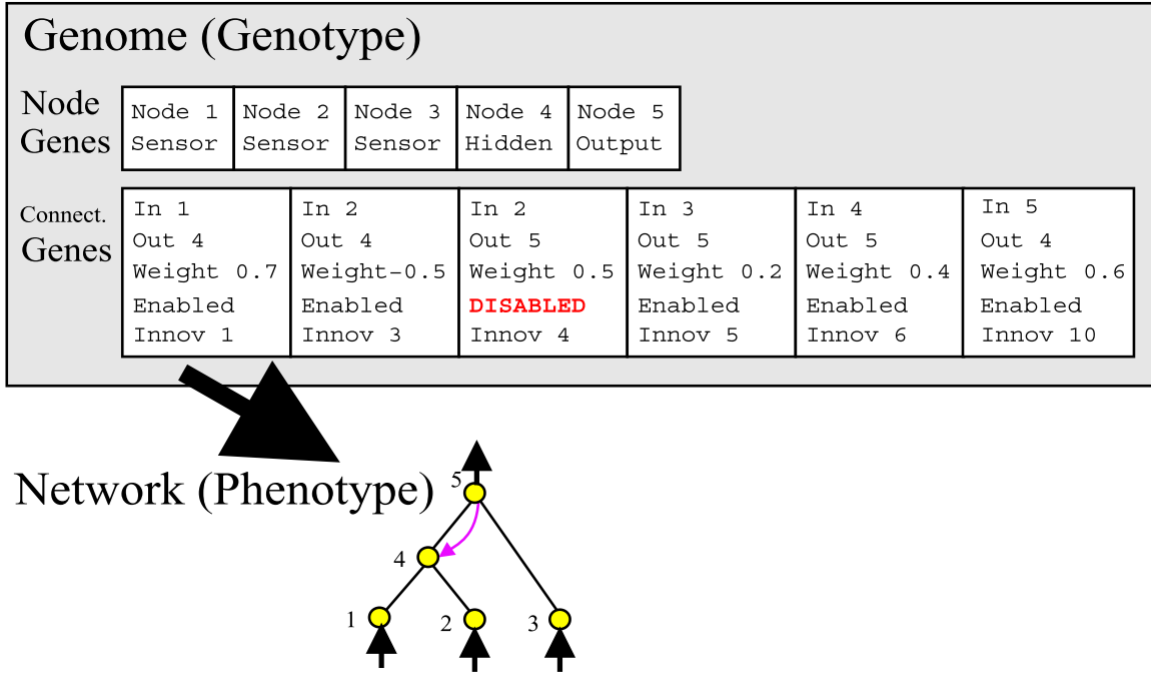 Genome (Genotype)
Node Genes
Node 1 Node 2 Node 3 Node 4 Node 5
Sensor Sensor Sensor Hidden Output
Connect. Genes
In 1 In 2 In 2 In 3 In 4 In 5
Out 4 Out 4 Out 5 Out 5 Out 5 Out 4
Weight 0.7 Weight-0.5 Weight 0.5 Weight 0.2 Weight 0.4 Weight 0.6
Enabled Enabled DISABLED Enabled Enabled Enabled
Innov 1 Innov 3 Innov 4 Innov 5 Innov 6 Innov 10
Network (Phenotype)
5
4
1 2 3